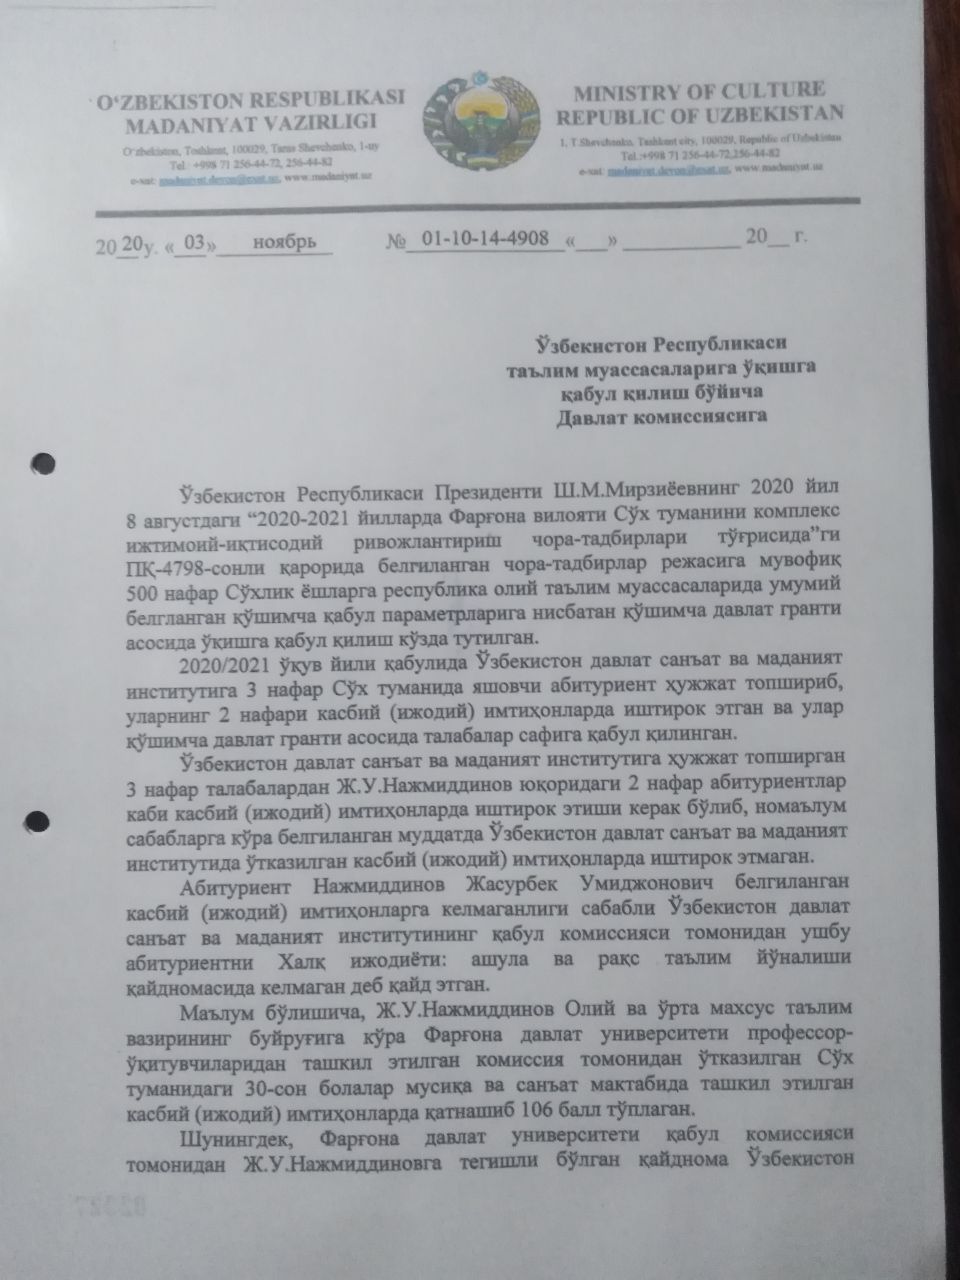 O‘ZBEKISTON RESPUBLIKASI
MADANIYAT VAZIRLIGI
O‘zbekiston, Toshkent, 100029, Taras Shevchenko, 1-uy
Tel.: +998 71 256-44-72, 256-44-82
e-xat: madaniyat.devon@exat.uz, www.madaniyat.uz
MINISTRY OF CULTURE
REPUBLIC OF UZBEKISTAN
1, T.Shevchenko, Tashkent city, 100029, Republic of Uzbekistan
Tel.:+998 71 256-44-72,256-44-82
e-xat: madaniyat.devon@exat.uz, www.madaniyat.uz
2020у. «03» ноябрь № 01-10-14-4908 «___» ____________ 20__ г.
Ўзбекистон Республикаси
таълим муассасаларига ўқишга
қабул қилиш бўйича
Давлат комиссиясига
Ўзбекистон Республикаси Президенти Ш.М.Мирзиёевнинг 2020 йил
8 августдаги “2020-2021 йилларда Фарғона вилояти Сўх туманини комплекс
ижтимоий-иқтисодий ривожлантириш чора-тадбирлари тўғрисида”ги
ПҚ-4798-сонли қарорида белгиланган чора-тадбирлар режасига мувофиқ
500 нафар Сўхлик ёшларга республика олий таълим муассасаларида умумий
белгланган қўшимча қабул параметрларига нисбатан қўшимча давлат гранти
асосида ўқишга қабул қилиш кўзда тутилган.
2020/2021 ўқув йили қабулида Ўзбекистон давлат санъат ва маданият
институтига 3 нафар Сўх туманида яшовчи абитуриент ҳужжат топшириб,
уларнинг 2 нафари касбий (ижодий) имтиҳонларда иштирок этган ва улар
қўшимча давлат гранти асосида талабалар сафига қабул қилинган.
Ўзбекистон давлат санъат ва маданият институтига ҳужжат топширган
3 нафар талабалардан Ж.У.Нажмиддинов юқоридаги 2 нафар абитуриентлар
каби касбий (ижодий) имтиҳонларда иштирок этиши керак бўлиб, номаълум
сабабларга кўра белгиланган муддатда Ўзбекистон давлат санъат ва маданият
институтида ўтказилган касбий (ижодий) имтиҳонларда иштирок этмаган.
Абитуриент Нажмиддинов Жасурбек Умиджонович белгиланган
касбий (ижодий) имтиҳонларга келмаганлиги сабабли Ўзбекистон давлат
санъат ва маданият институтининг қабул комиссияси томонидан ушбу
абитуриентни Халқ ижодиёти: ашула ва рақс таълим йўналиши
қайдномасида келмаган деб қайд этган.
Маълум бўлишича, Ж.У.Нажмиддинов Олий ва ўрта махсус таълим
вазирининг буйруғига кўра Фарғона давлат университети профессор-
ўқитувчиларидан ташкил этилган комиссия томонидан ўтказилган Сўх
туманидаги 30-сон болалар мусиқа ва санъат мактабида ташкил этилган
касбий (ижодий) имтиҳонларда қатнашиб 106 балл тўплаган.
Шунингдек, Фарғона давлат университети қабул комиссияси
томонидан Ж.У.Нажмиддиновга тегишли бўлган қайднома Ўзбекистон